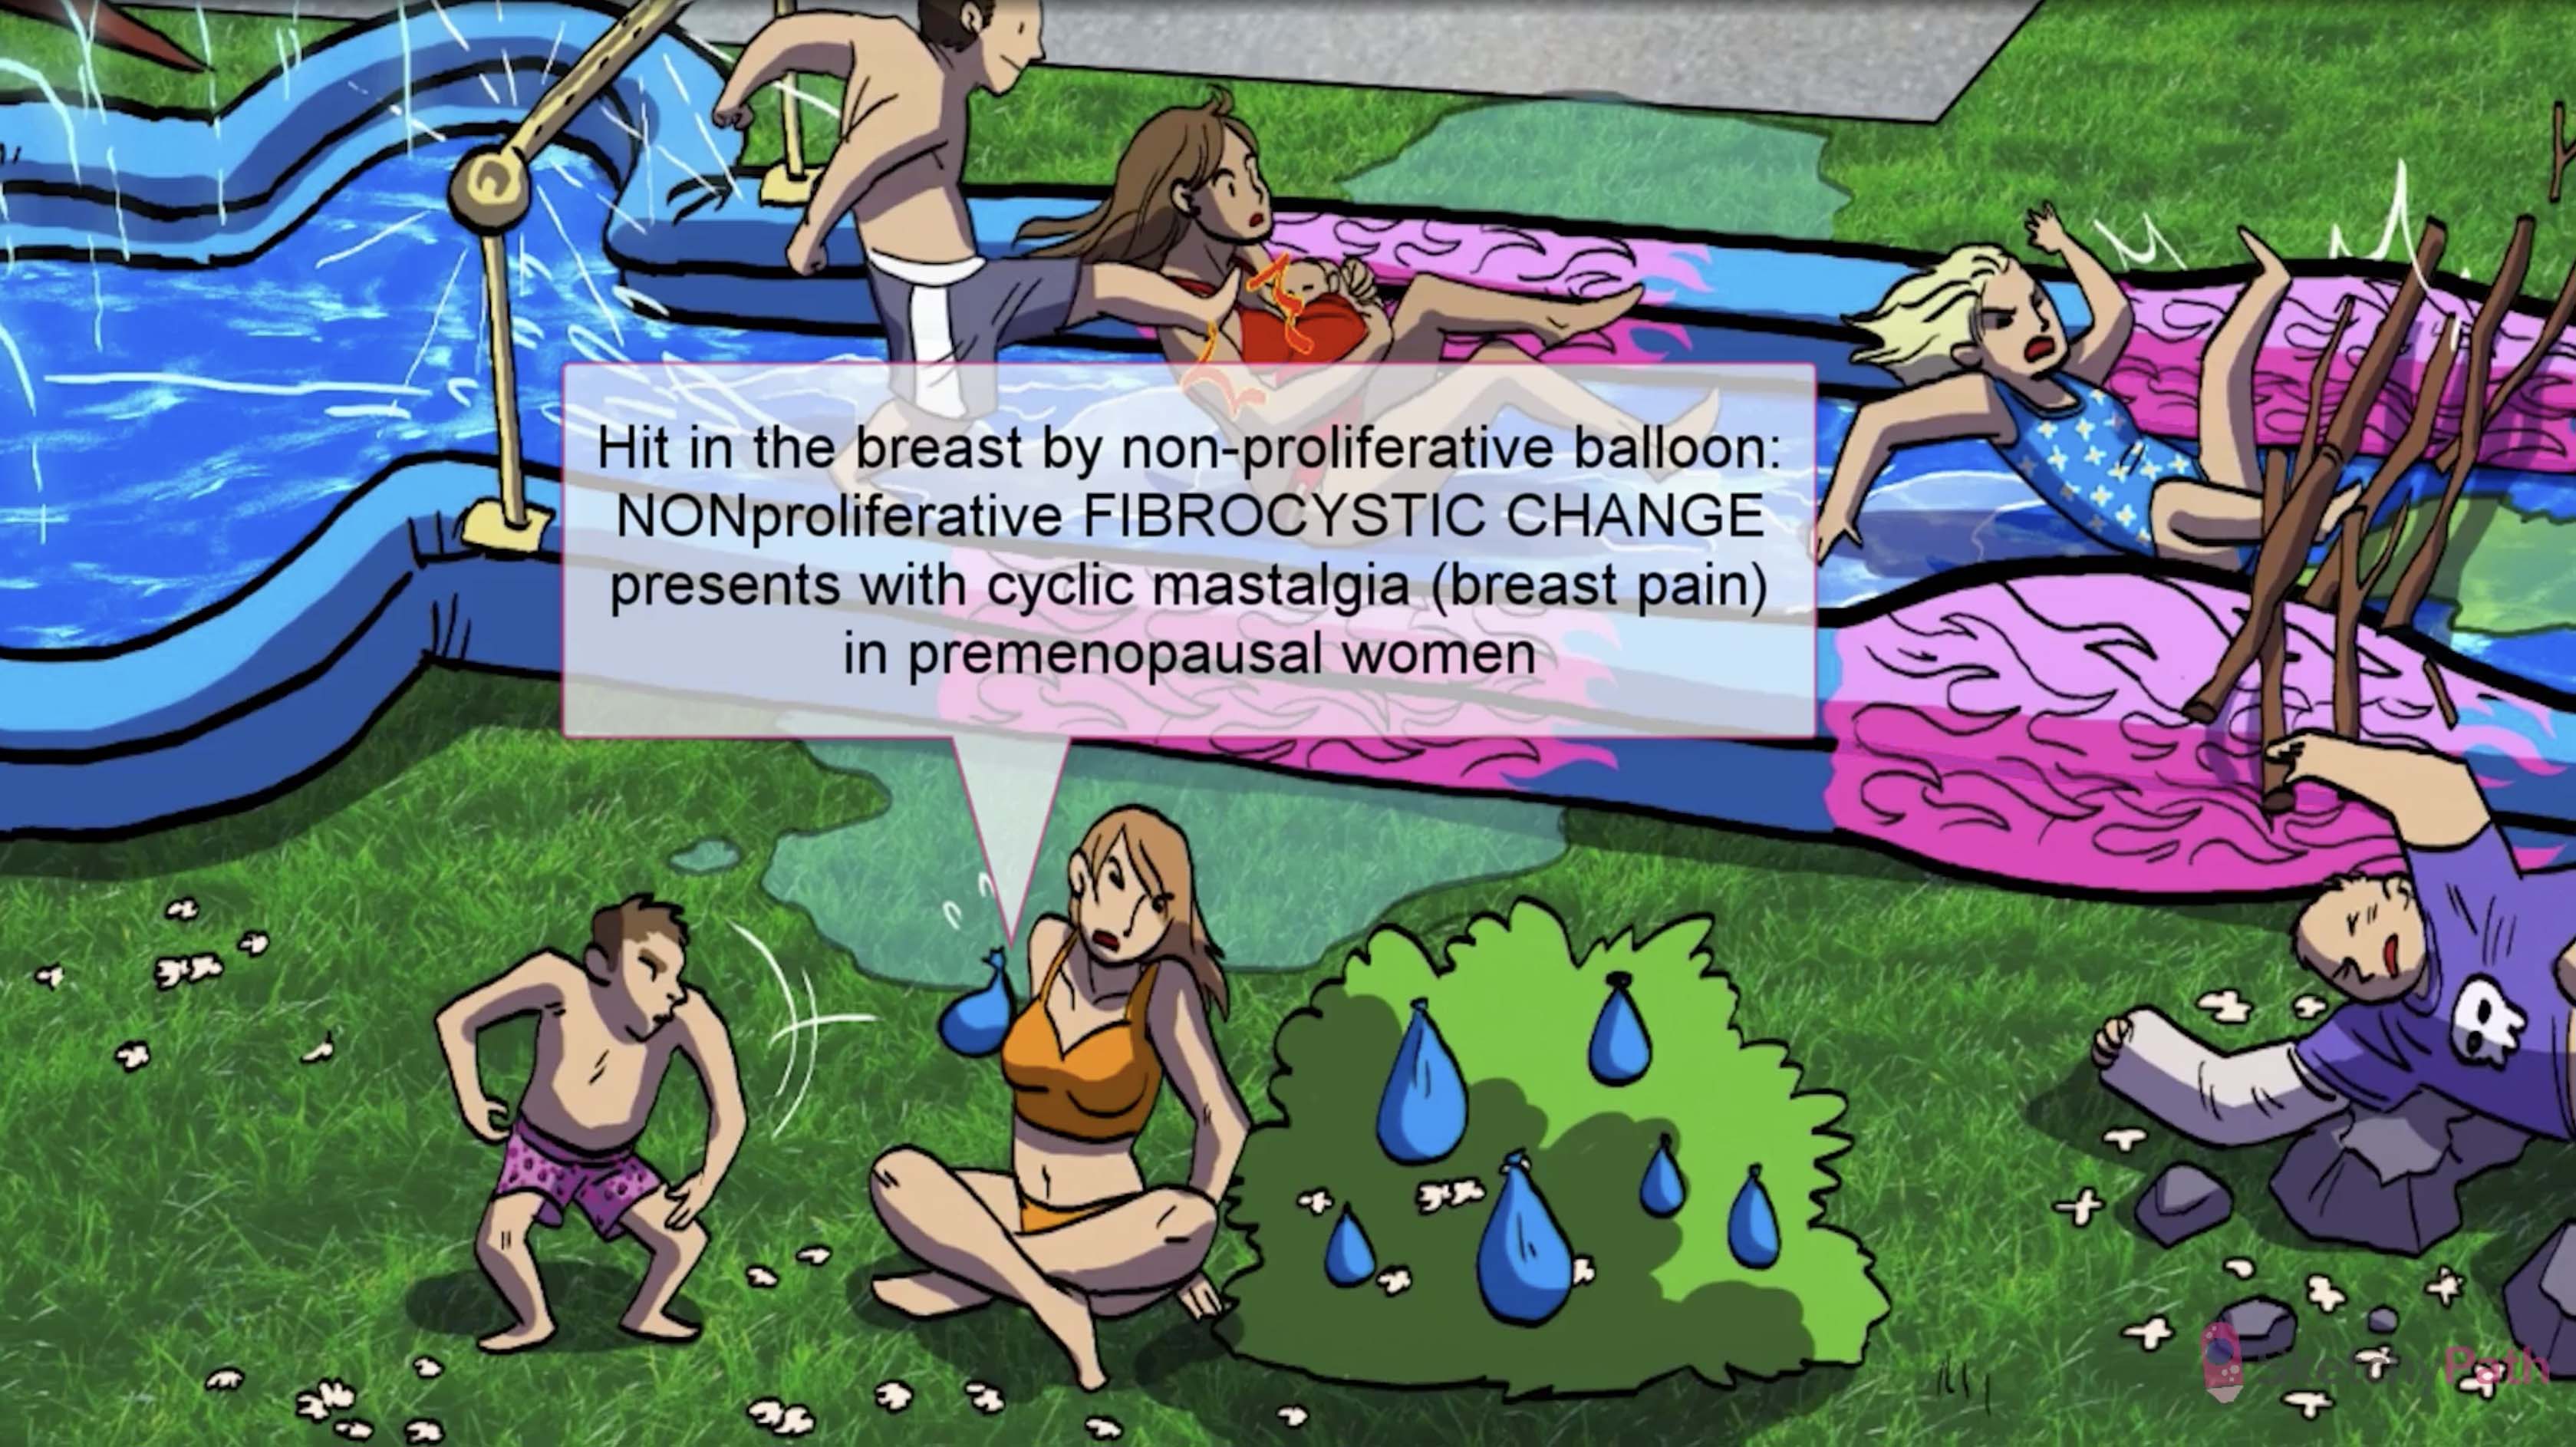 Hit in the breast by non-proliferative balloon:
NONproliferative FIBROCYSTIC CHANGE
presents with cyclic mastalgia (breast pain)
in premenopausal women
Path